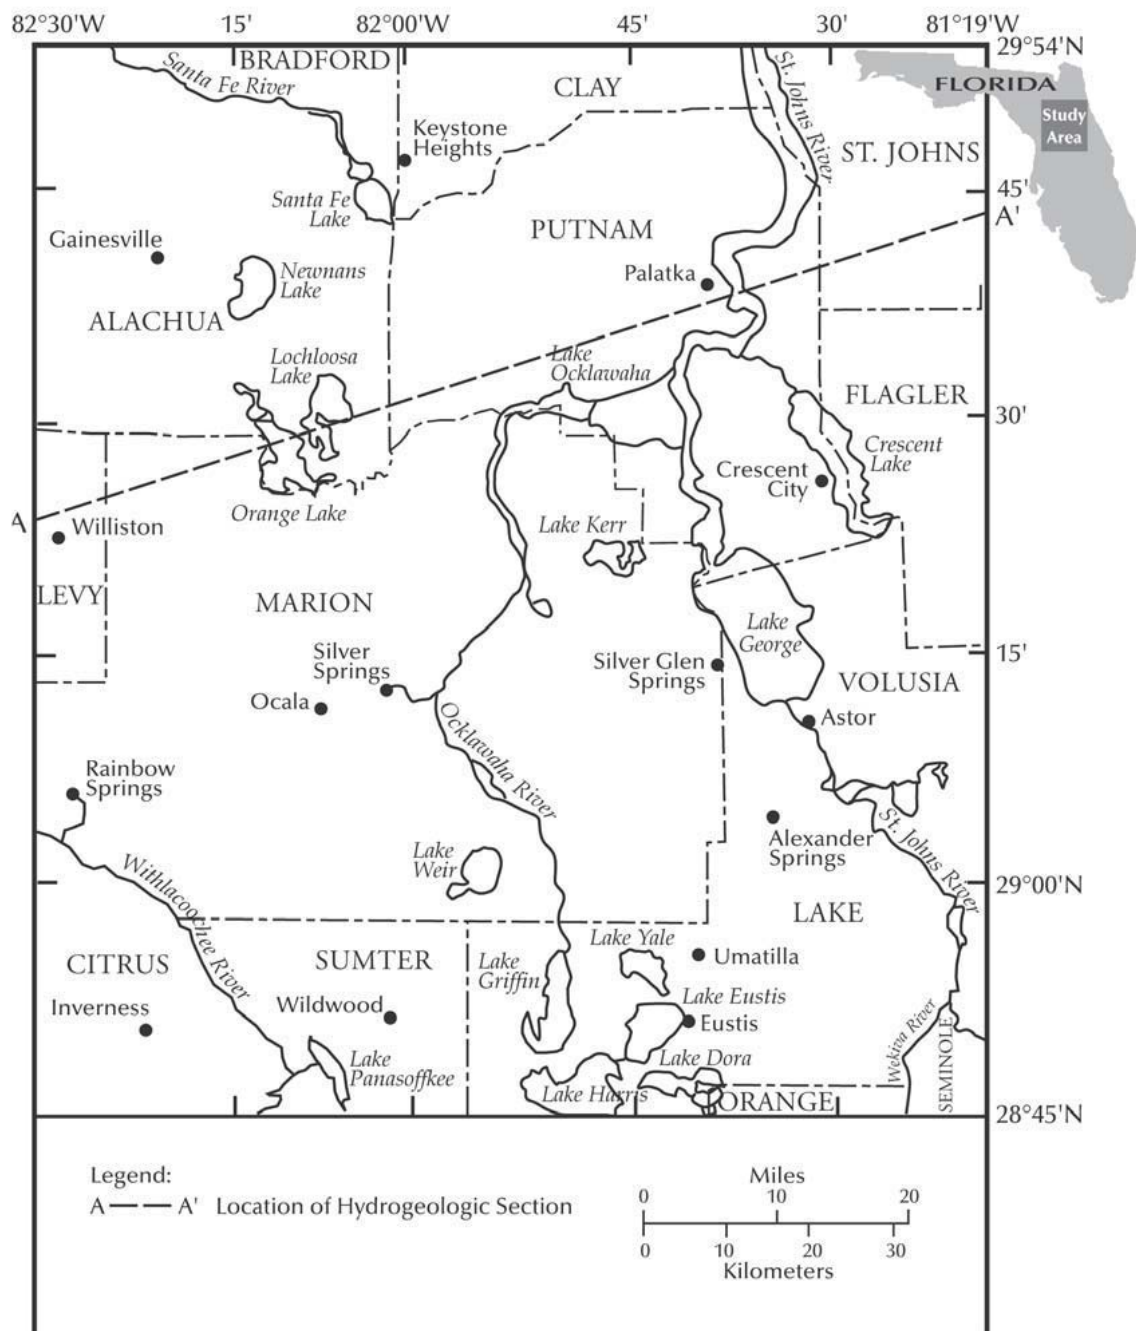 82°30'W 15' 82°00'W 45' 30' 81°19'W
29°54'N
BRADFORD
Santa Fe River
CLAY
St. Johns River
FLORIDA
Study
Area
Keystone
Heights
ST. JOHNS
45'
Santa Fe
Lake
A'
PUTNAM
Gainesville
Newnans
Lake
Palatka
ALACHUA
Lochloosa
Lake
Lake
Ocklawaha
FLAGLER
30'
Crescent
Lake
Crescent
City
Orange Lake
A
Williston
Lake Kerr
LEVY
MARION
Lake
George
15'
Silver
Springs
Silver Glen
Springs
VOLUSIA
Ocala
Astor
Ocklawaha River
Rainbow
Springs
St. Johns River
Alexander
Springs
Lake
Weir
Withlacoochee River
29°00'N
LAKE
Lake Yale
CITRUS
SUMTER
Lake
Griffin
Umatilla
Lake Eustis
Inverness
Wildwood
Eustis
Wekiva River
SEMINOLE
Lake
Panasoffkee
Lake Dora
Lake Harris
ORANGE
28°45'N
Legend:
A A' Location of Hydrogeologic Section
Miles
0 10 20
0 10 20 30
Kilometers